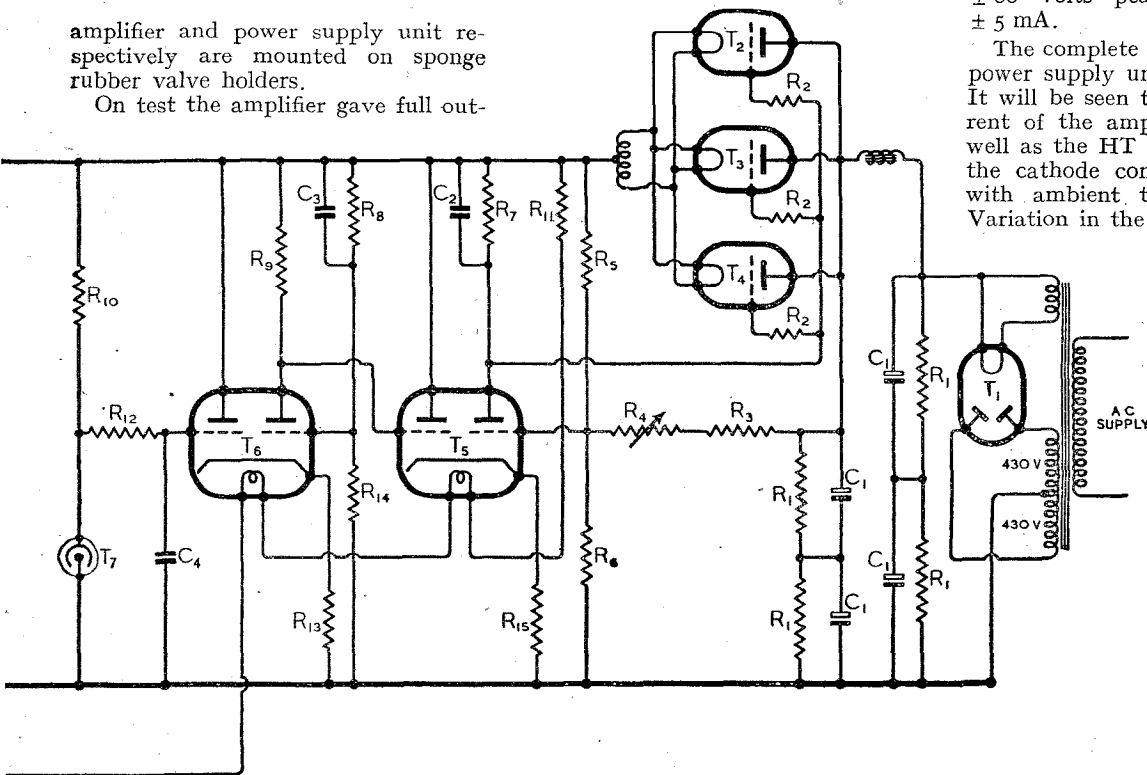 amplifier and power supply unit re-
spectively are mounted on sponge
rubber valve holders.
On test the amplifier gave full out-
± 5 mA.
The complete
power supply un
It will be seen t
rent of the amp
well as the HT
the cathode con
with ambient t
Variation in the
T2
R2
T3
R2
T4
R2
C3
R8
C2
R7
R11
R5
R9
R10
R12
T6
T5
R4
R3
C1
R1
T1
AC
SUPPLY
430 V
430 V
R14
R1
C1
T7
C4
R6
C1
R1
R13
R15
R1
C1